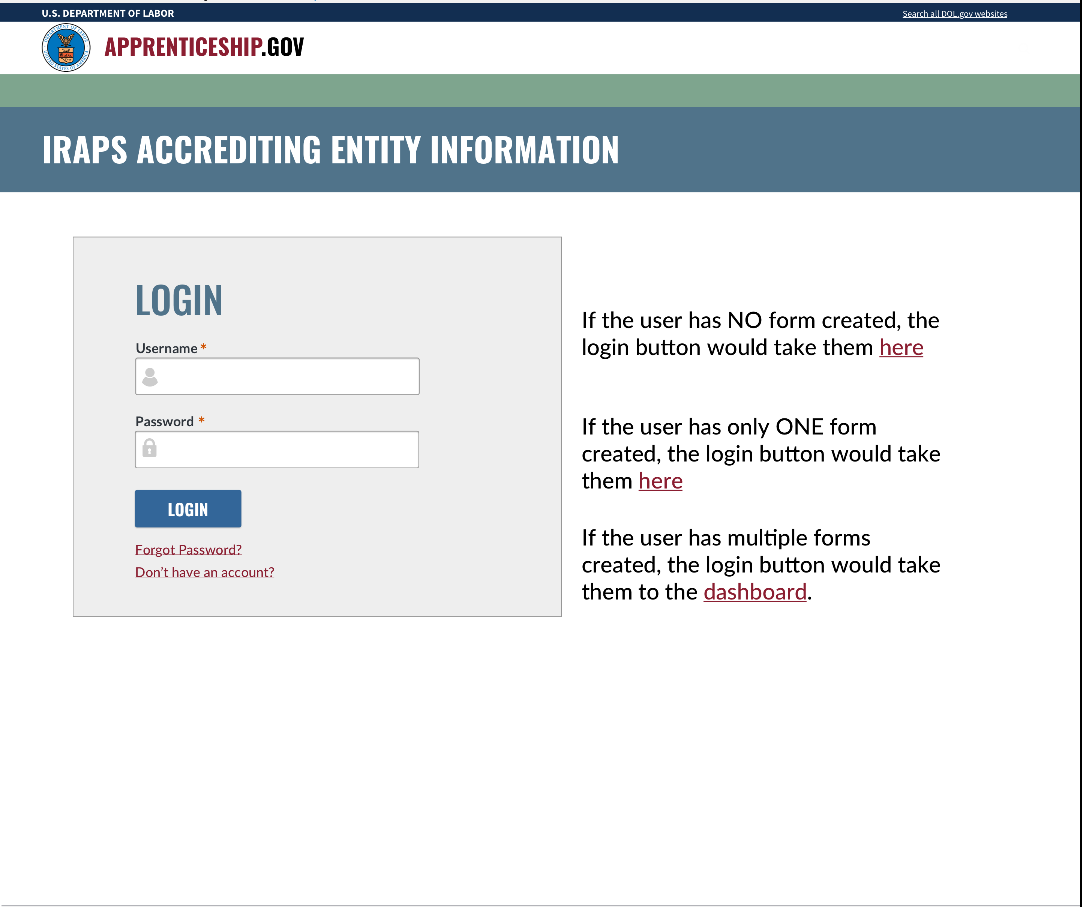 U.S. DEPARTMENT OF LABOR
Search all DOL.gov websites
APPRENTICESHIP.GOV
IRAPS ACCREDITING ENTITY INFORMATION
LOGIN
Username *
Password *
LOGIN
Forgot Password?
Don't have an account?
If the user has NO form created, the
login button would take them here
If the user has only ONE form
created, the login button would take
them here
If the user has multiple forms
created, the login button would take
them to the dashboard.